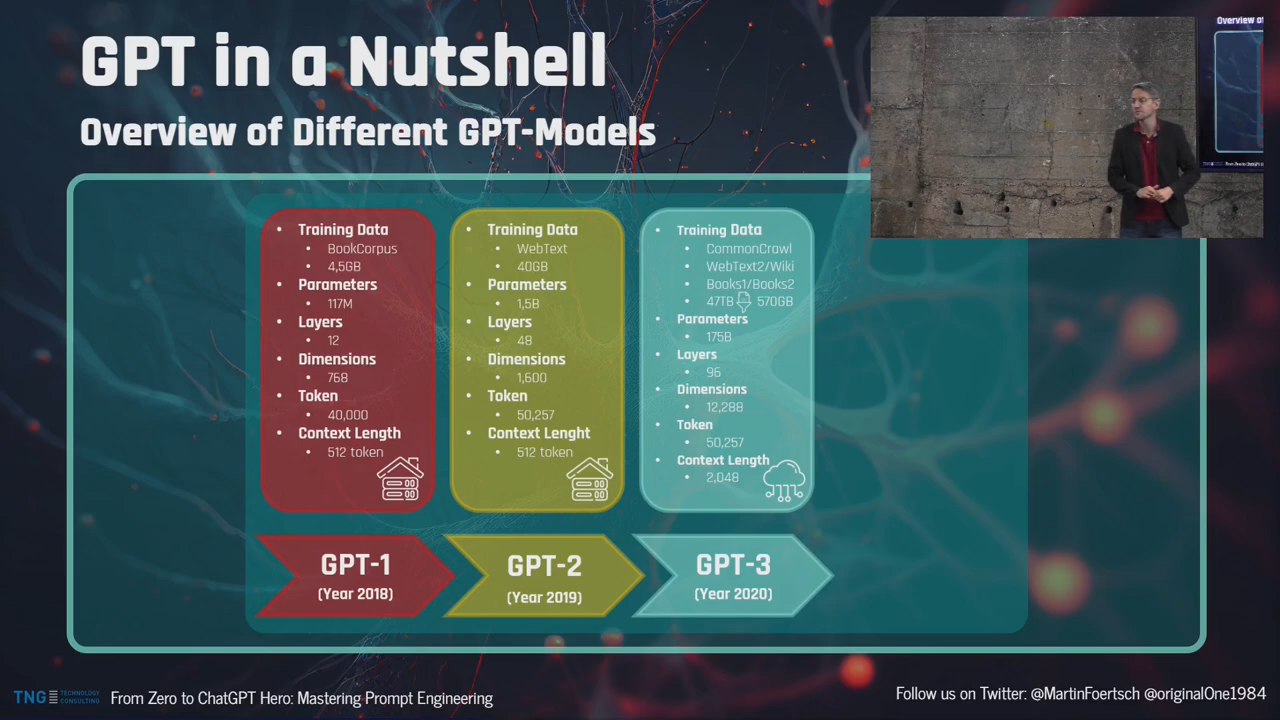 GPT in a Nutshell
Overview of Different GPT-Models
Overview of
• Training Data
• BookCorpus
• 4,5GB
• Parameters
• 117M
• Layers
• 12
• Dimensions
• 768
• Token
• 40,000
• Context Length
• 512 token
• Training Data
• WebText
• 40GB
• Parameters
• 1,5B
• Layers
• 48
• Dimensions
• 1,600
• Token
• 50,257
• Context Lenght
• 512 token
• Training Data
• CommonCrawl
• WebText2/Wiki
• Books1/Books2
• 47TB 570GB
• Parameters
• 175B
• Layers
• 96
• Dimensions
• 12,288
• Token
• 50,257
• Context Length
• 2,048
GPT-1
(Year 2018)
GPT-2
(Year 2019)
GPT-3
(Year 2020)
TNG TECHNOLOGY
CONSULTING
From Zero to ChatGPT Hero: Mastering Prompt Engineering
Follow us on Twitter: @MartinFoertsch @originalOne1984